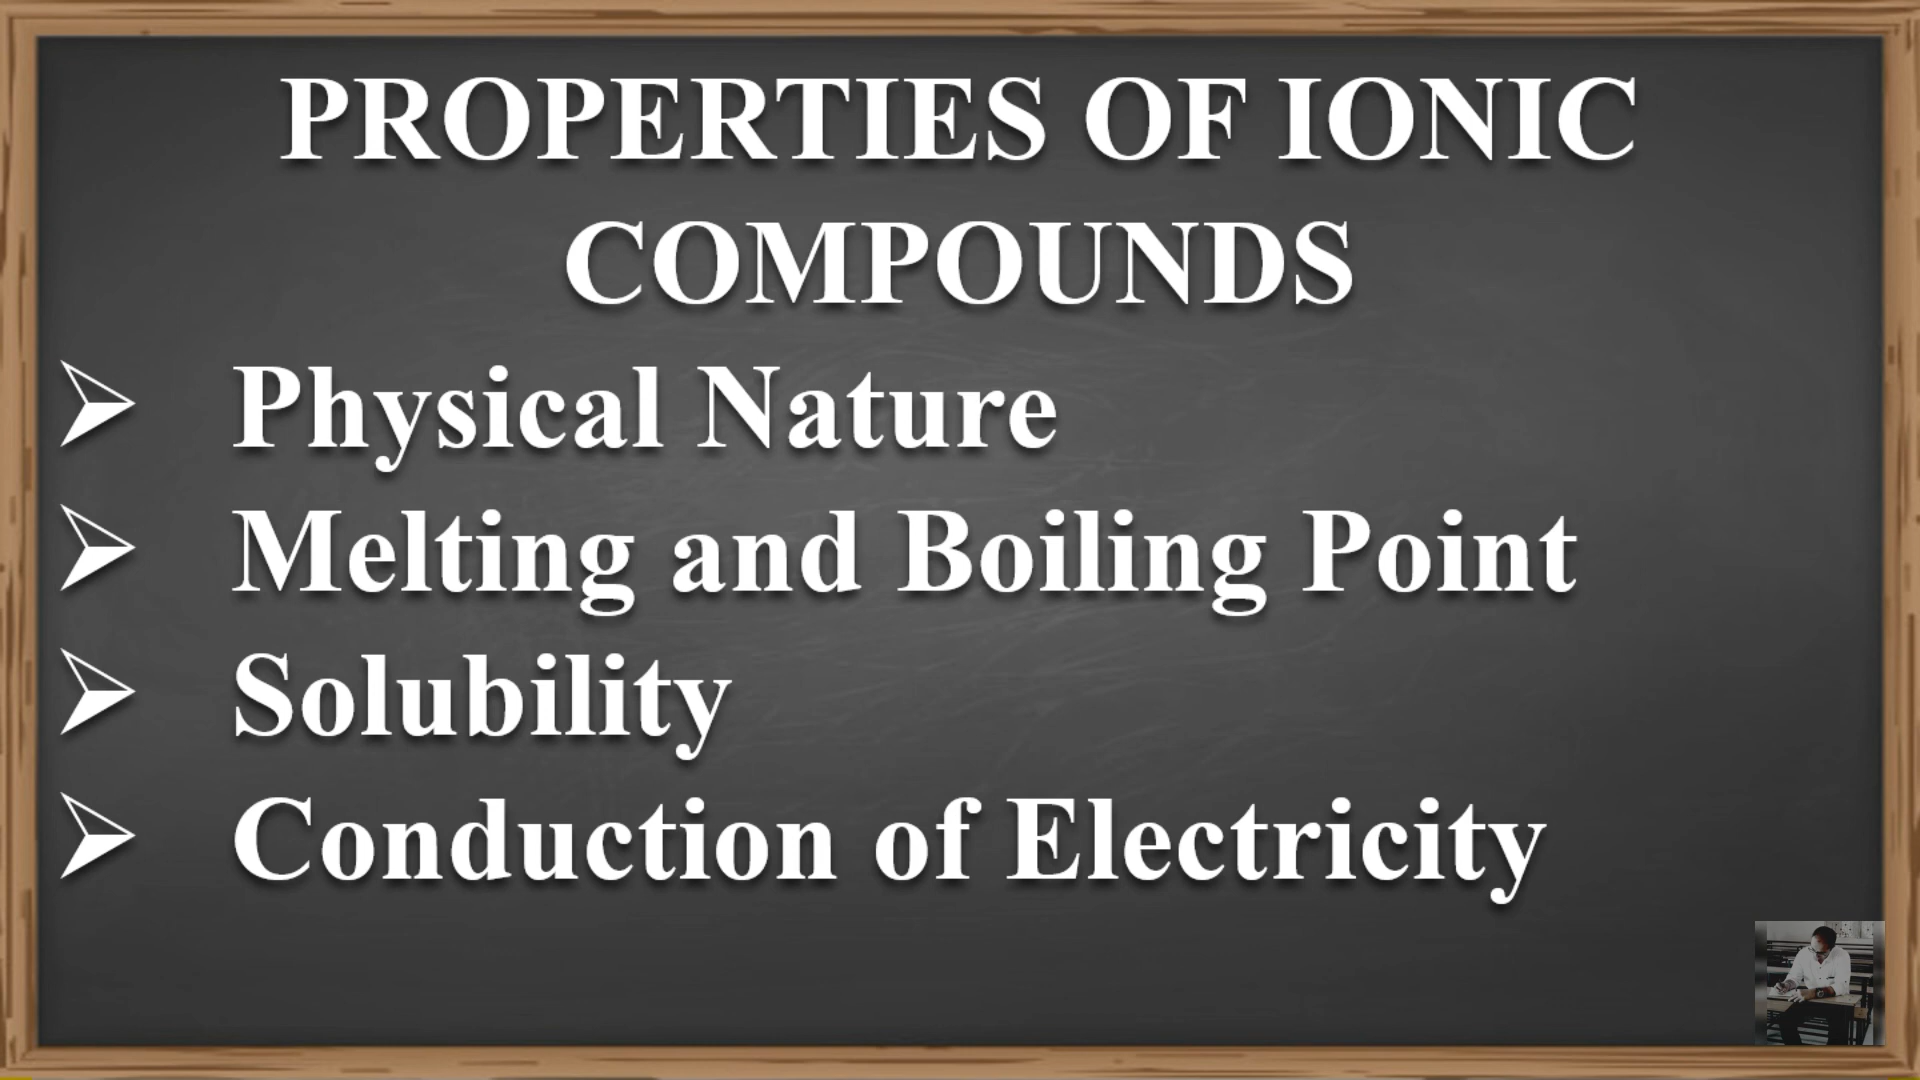 PROPERTIES OF IONIC
COMPOUNDS
➢ Physical Nature
➢ Melting and Boiling Point
➢ Solubility
➢ Conduction of Electricity